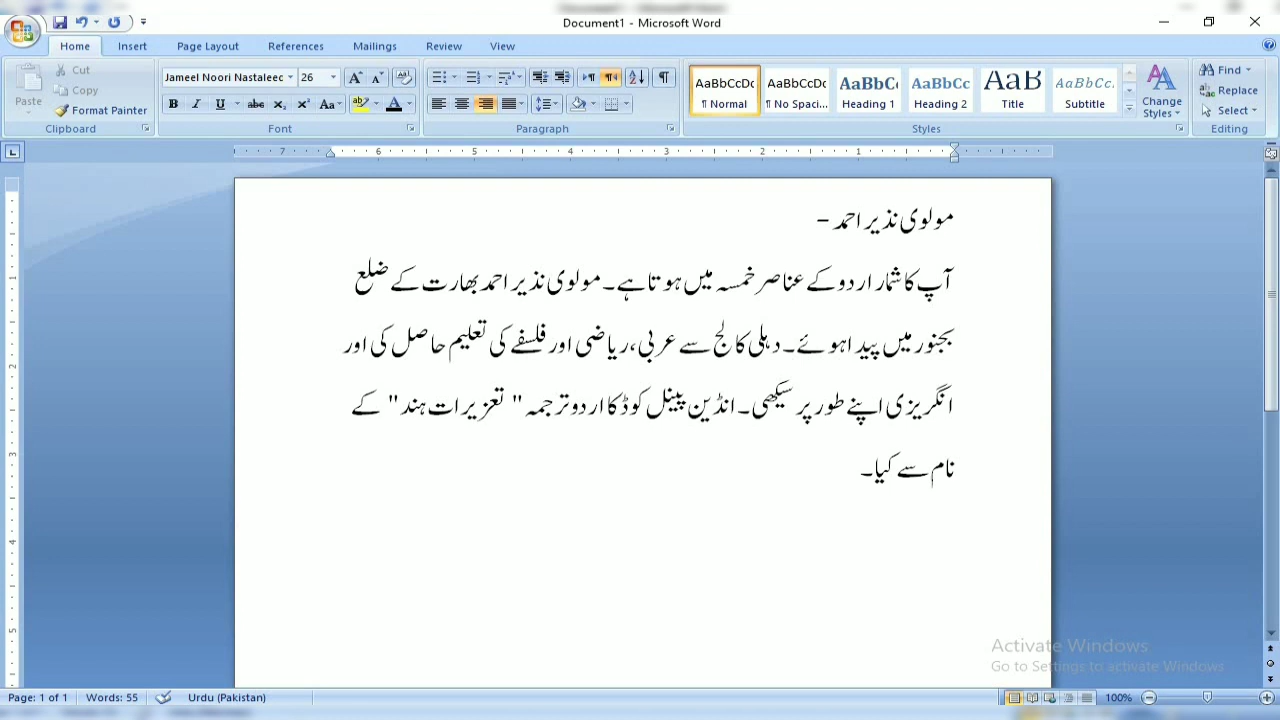 Document1 - Microsoft Word
Home Insert Page Layout References Mailings Review View
Paste
Cut
Copy
Format Painter
Clipboard
Jameel Noori Nastaleec 26
Font
Paragraph
AaBbCcDc AaBbCcDc AaBbC AaBbCc AaB AaBbCc.
¶ Normal ¶ No Spaci... Heading 1 Heading 2 Title Subtitle
Change Styles
Styles
Find
Replace
Select
Editing
مولوی نذیر احمد –
آپ کا شمار اردو کے عناصر خمسہ میں ہوتا ہے۔ مولوی نذیر احمد بھارت کے ضلع
بجنور میں پیدا ہوئے۔ دہلی کالج سے عربی، ریاضی اور فلسفے کی تعلیم حاصل کی اور
انگریزی اپنے طور پر سیکھی۔ انڈین پینل کوڈ کا اردو ترجمہ " تعزیرات ہند " کے
نام سے کیا۔
Activate Windows
Go to Settings to activate Windows
Page: 1 of 1 Words: 55 Urdu (Pakistan) 100%